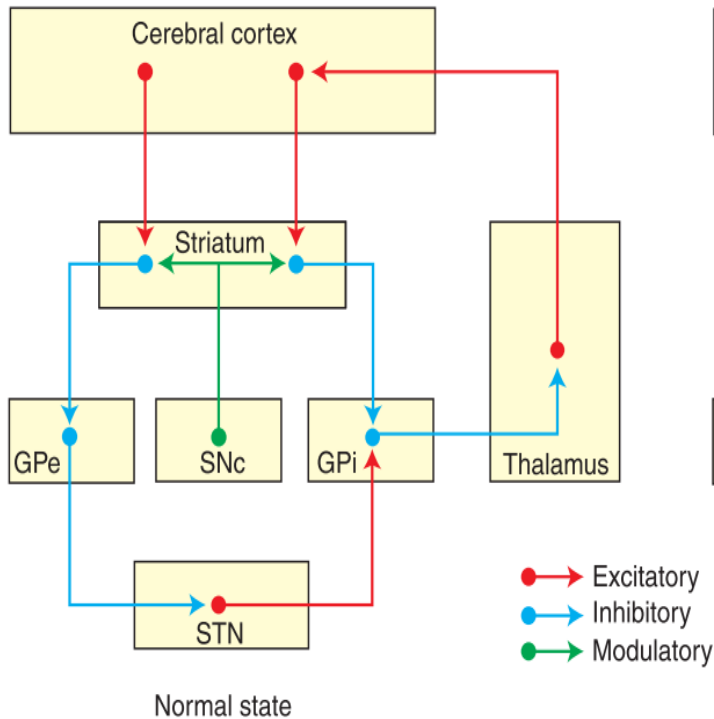 Cerebral cortex
Striatum
GPe
SNc
GPi
Thalamus
STN
Excitatory
Inhibitory
Modulatory
Normal state